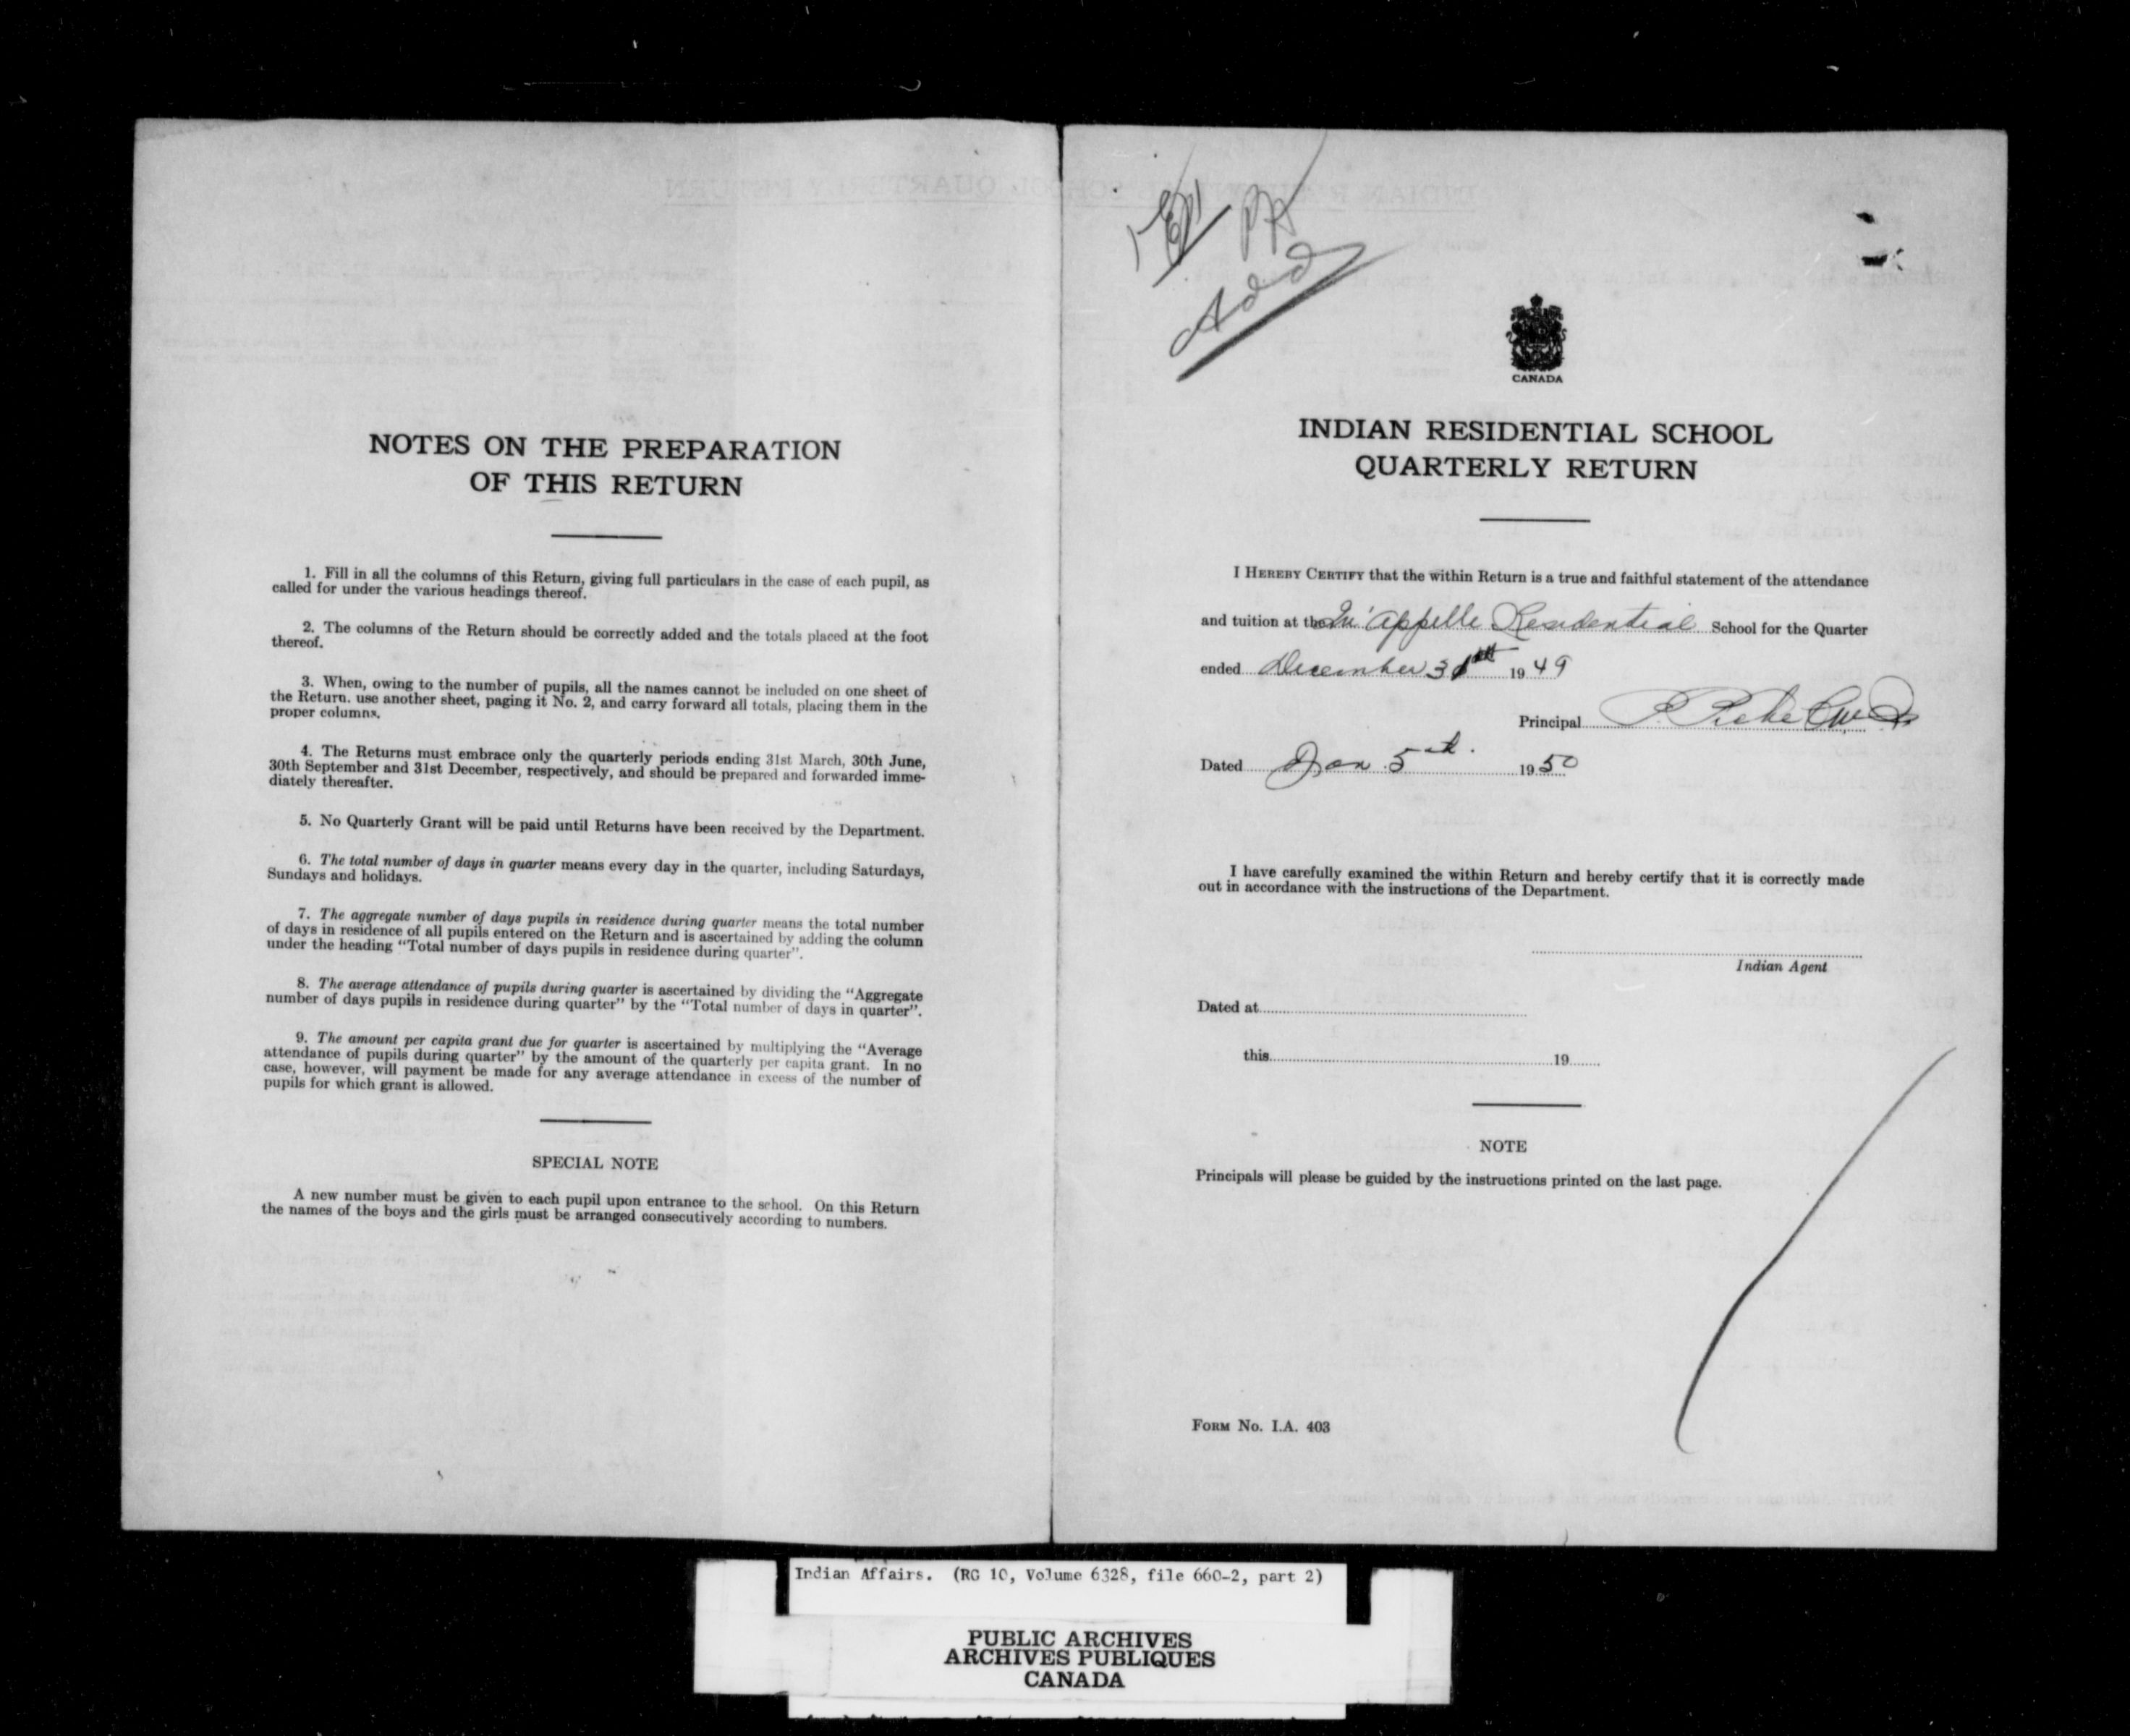 NOTES ON THE PREPARATION
OF THIS RETURN
1. Fill in all the columns of this Return, giving full particulars in the case of each pupil, as
called for under the various headings thereof.
2. The columns of the Return should be correctly added and the totals placed at the foot
thereof.
3. When, owing to the number of pupils, all the names cannot be included on one sheet of
the Return. use another sheet, paging it No. 2, and carry forward all totals, placing them in the
proper columns.
4. The Returns must embrace only the quarterly periods ending 31st March, 30th June,
30th September and 31st December, respectively, and should be prepared and forwarded imme-
diately thereafter.
5. No Quarterly Grant will be paid until Returns have been received by the Department.
6. The total number of days in quarter means every day in the quarter, including Saturdays,
Sundays and holidays.
7. The aggregate number of days pupils in residence during quarter means the total number
of days in residence of all pupils entered on the Return and is ascertained by adding the column
under the heading "Total number of days pupils in residence during quarter".
8. The average attendance of pupils during quarter is ascertained by dividing the "Aggregate
number of days pupils in residence during quarter" by the "Total number of days in quarter".
9. The amount per capita grant due for quarter is ascertained by multiplying the "Average
attendance of pupils during quarter" by the amount of the quarterly per capita grant. In no
case, however, will payment be made for any average attendance in excess of the number of
pupils for which grant is allowed.
SPECIAL NOTE
A new number must be given to each pupil upon entrance to the school. On this Return
the names of the boys and the girls must be arranged consecutively according to numbers.
Add
CANADA
INDIAN RESIDENTIAL SCHOOL
QUARTERLY RETURN
I HEREBY CERTIFY that the within Return is a true and faithful statement of the attendance
and tuition at the Qu'Appelle Residential School for the Quarter
ended December 31 1949
Principal
Dated Jan 5th. 1950
I have carefully examined the within Return and hereby certify that it is correctly made
out in accordance with the instructions of the Department.
Indian Agent
Dated at
this 19
NOTE
Principals will please be guided by the instructions printed on the last page.
FORM No. I.A. 403
Indian Affairs. (RG 10, Volume 6328, file 660-2, part 2)
PUBLIC ARCHIVES
ARCHIVES PUBLIQUES
CANADA